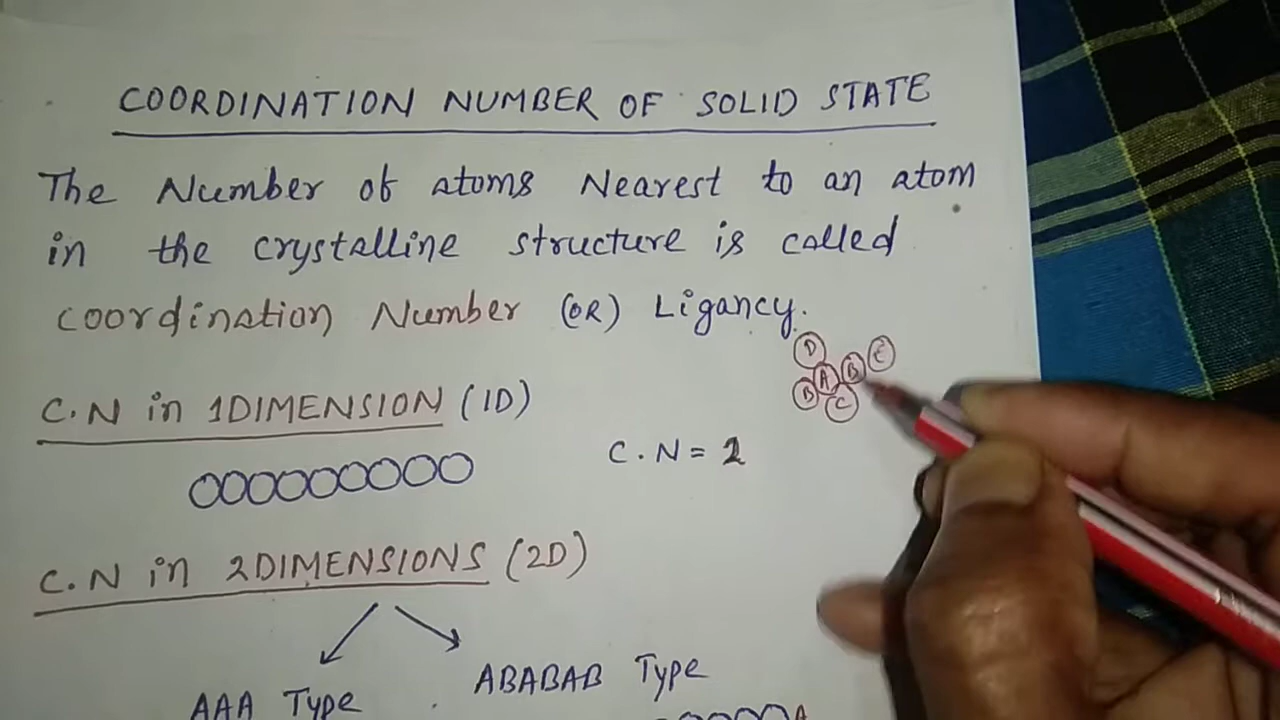 COORDINATION NUMBER OF SOLID STATE
The Number of atoms Nearest to an atom
in the crystalline structure is called
coordination Number (OR) Ligancy.
D
A B E
B C
C.N in 1DIMENSION (1D)
C.N = 2
C.N in 2DIMENSIONS (2D)
AAA Type
ABABAB Type
A